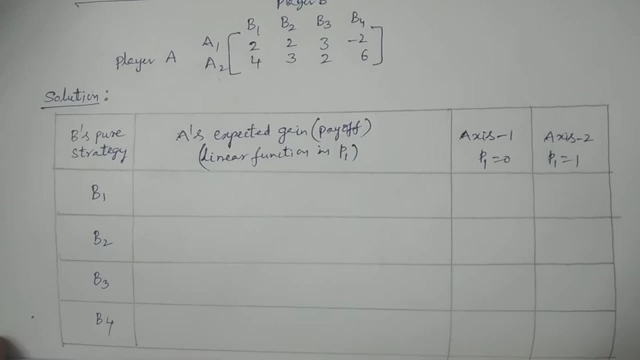 Player B
B1 B2 B3 B4
A1 2 2 3 -2
Player A A2 4 3 2 6
Solution:
B's pure strategy A's expected gain (payoff) (linear function in P1) Axis-1 P1=0 Axis-2 P1=1
B1
B2
B3
B4